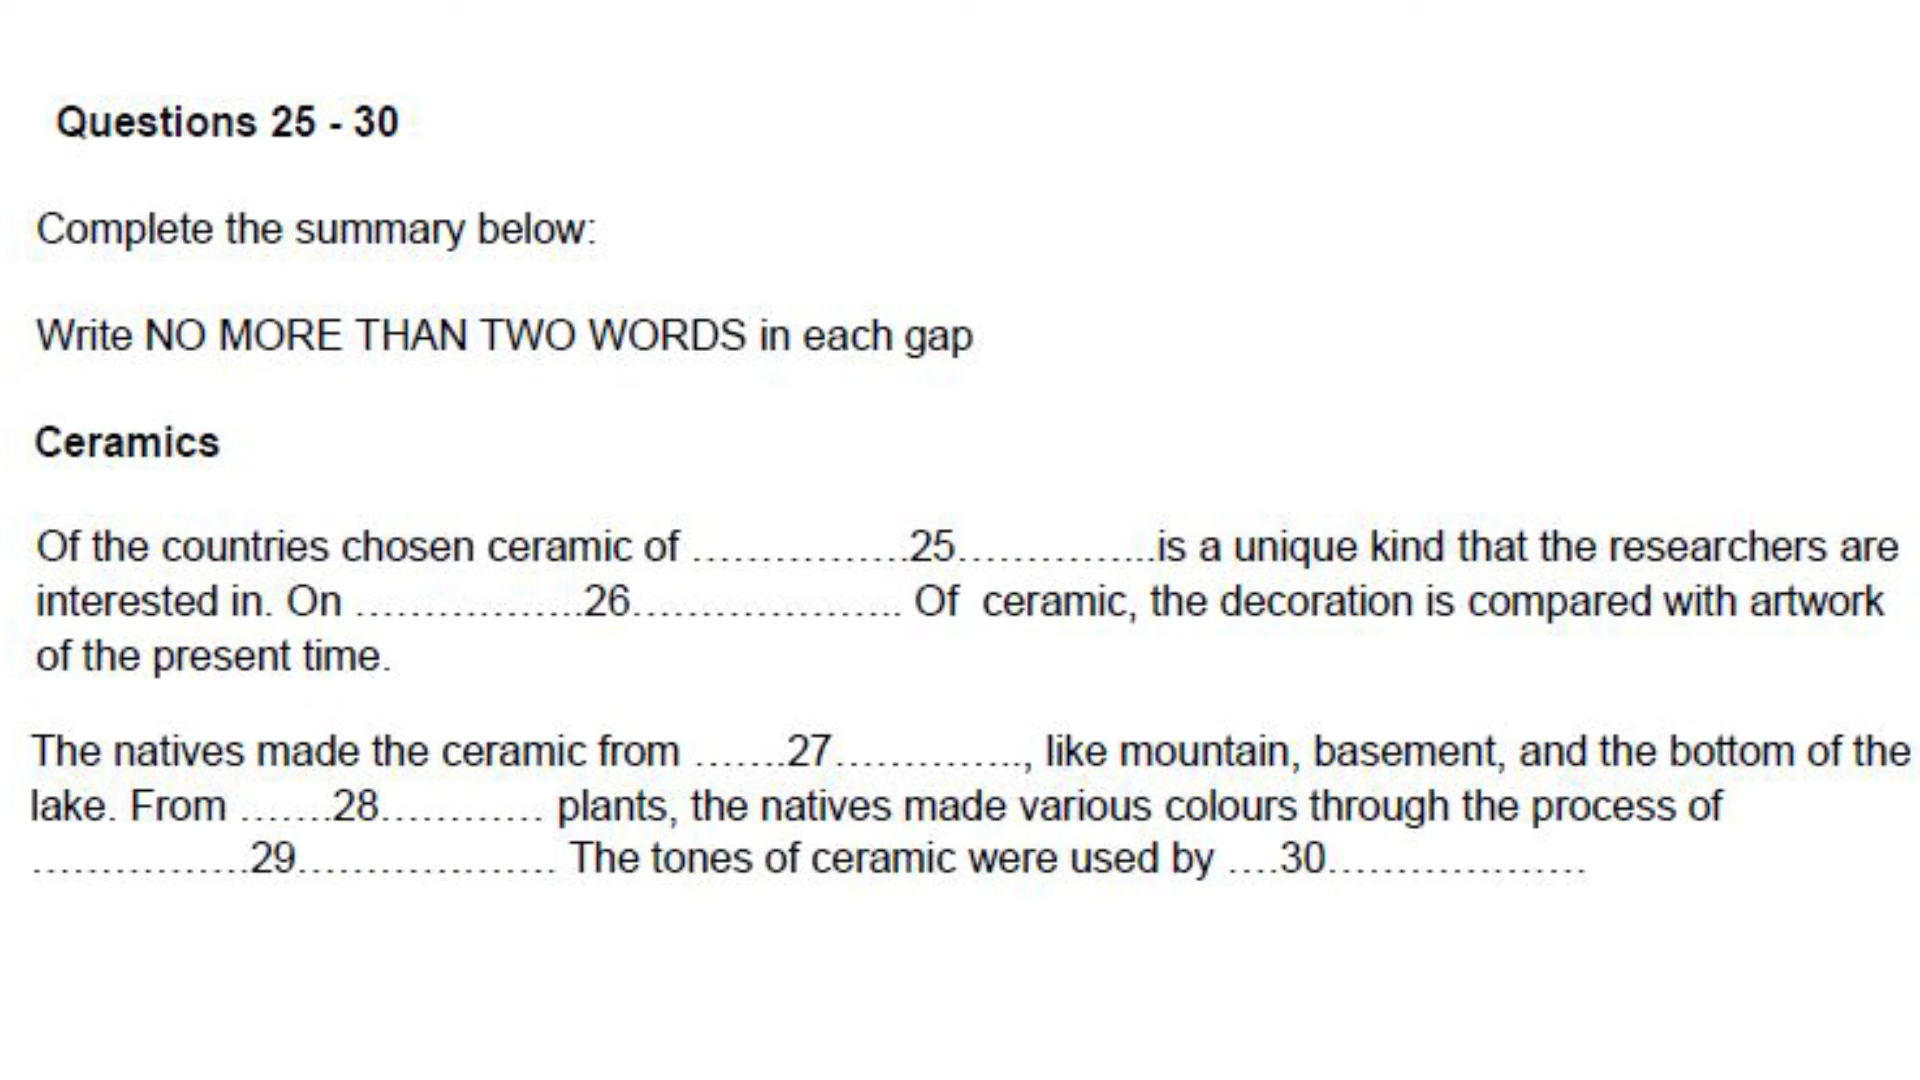 Questions 25 - 30
Complete the summary below:
Write NO MORE THAN TWO WORDS in each gap
Ceramics
Of the countries chosen ceramic of ................25...............is a unique kind that the researchers are
interested in. On .................26.................... Of ceramic, the decoration is compared with artwork
of the present time.
The natives made the ceramic from .......27.............., like mountain, basement, and the bottom of the
lake. From .......28............ plants, the natives made various colours through the process of
................29................... The tones of ceramic were used by ....30...................